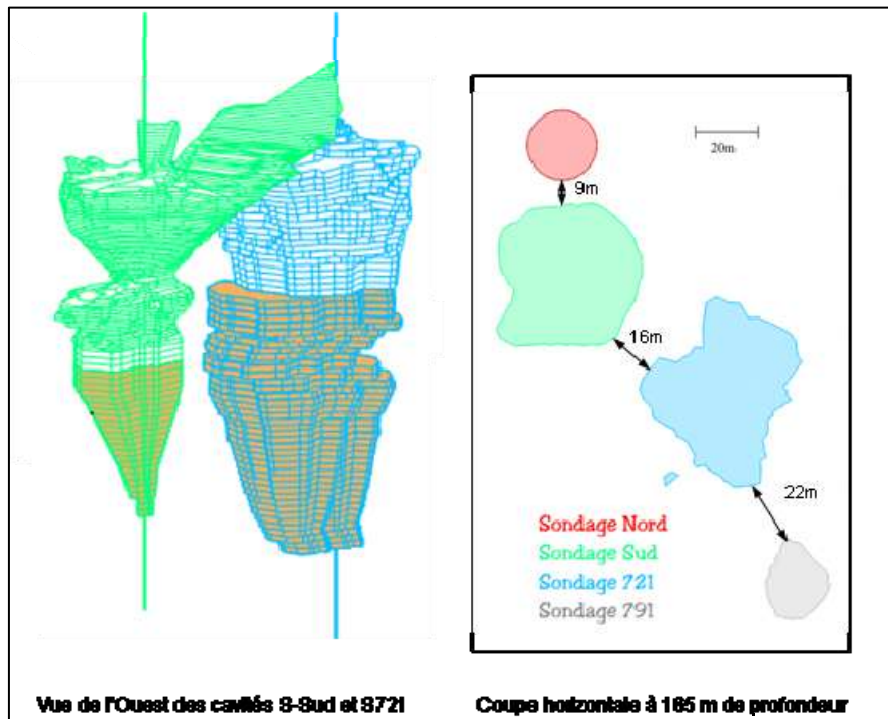 9m
20m
16m
22m
Sondage Nord
Sondage Sud
Sondage 721
Sondage 791
Vue de l'Ouest des cavités S-Sud et S721
Coupe horizontale à 165 m de profondeur